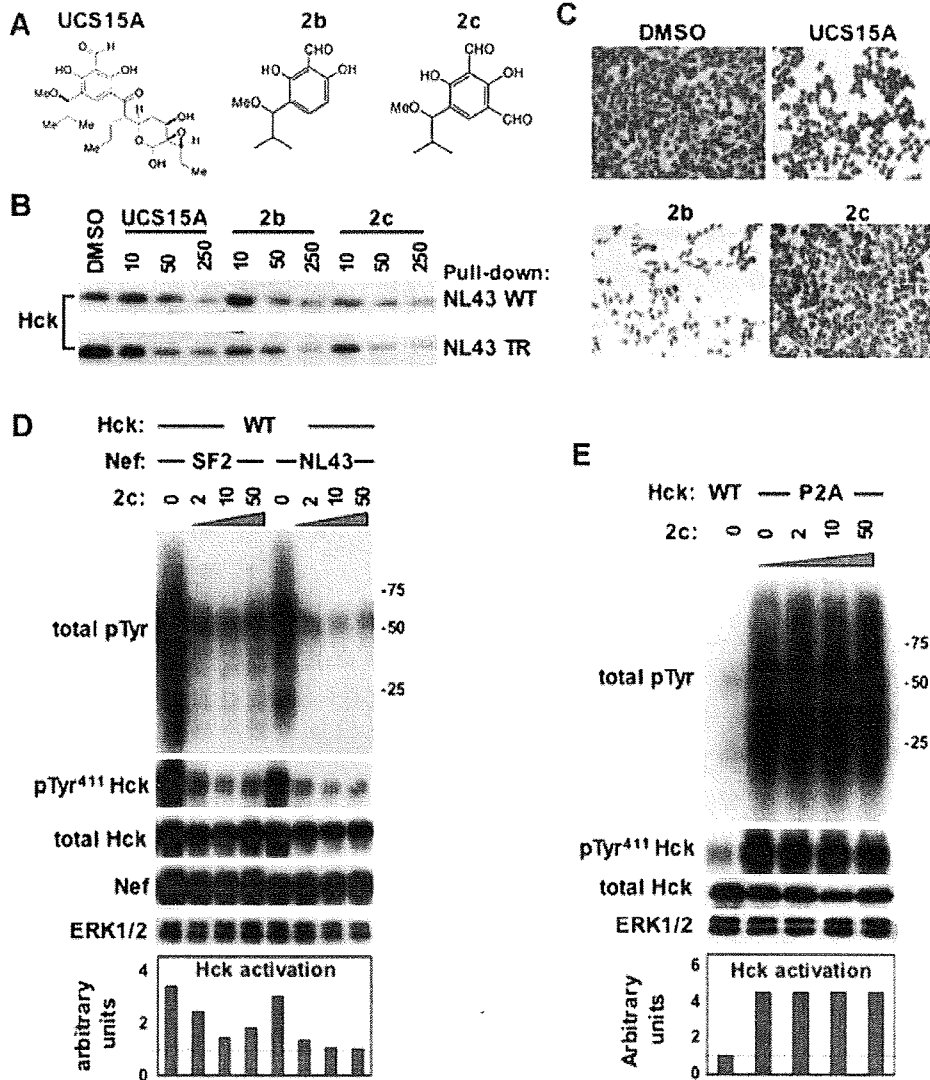 A
UCS15A
2b
2c
H
O
HO
OH
MeO
O
H
OH
O
H
Me
Me
OH
Me
CHO
HO
OH
MeO
CHO
HO
OH
MeO
CHO
B
DMSO
UCS15A
2b
2c
10 50 250 10 50 250 10 50 250
Pull-down:
Hck
NL43 WT
NL43 TR
C
DMSO
UCS15A
2b
2c
D
Hck: WT
Nef: SF2 NL43
2c: 0 2 10 50 0 2 10 50
total pTyr
-75
-50
-25
pTyr⁴¹¹ Hck
total Hck
Nef
ERK1/2
Hck activation
arbitrary units
4
2
0
E
Hck: WT P2A
2c: 0 0 2 10 50
total pTyr
-75
-50
-25
pTyr⁴¹¹ Hck
total Hck
ERK1/2
Hck activation
Arbitrary units
6
4
2
0